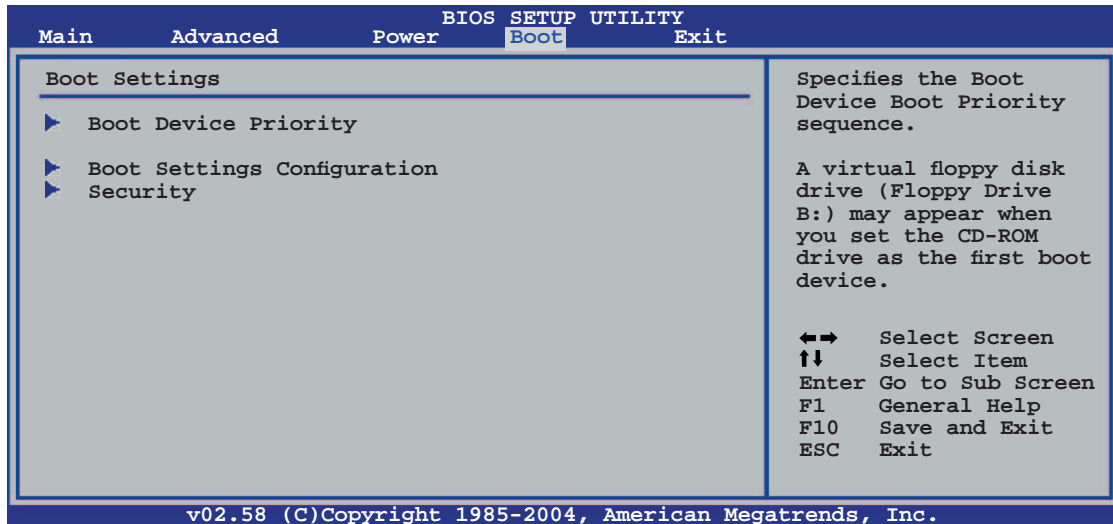 BIOS SETUP UTILITY
Main Advanced Power Boot Exit
Boot Settings
Boot Device Priority
Boot Settings Configuration
Security
Specifies the Boot
Device Boot Priority
sequence.
A virtual floppy disk
drive (Floppy Drive
B:) may appear when
you set the CD-ROM
drive as the first boot
device.
←→ Select Screen
↑↓ Select Item
Enter Go to Sub Screen
F1 General Help
F10 Save and Exit
ESC Exit
v02.58 (C)Copyright 1985-2004, American Megatrends, Inc.